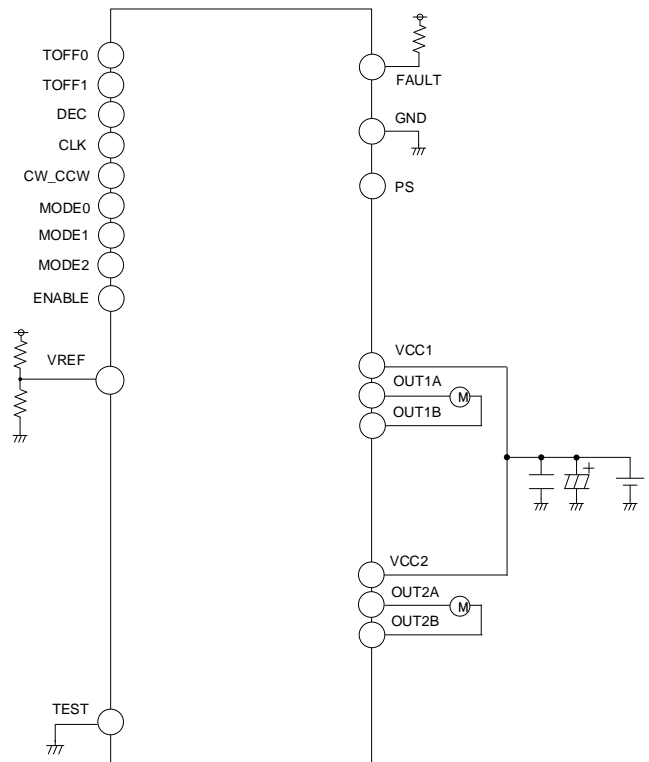 TOFF0
TOFF1
DEC
CLK
CW_CCW
MODE0
MODE1
MODE2
ENABLE
VREF
TEST
FAULT
GND
PS
VCC1
OUT1A
M
OUT1B
+
VCC2
OUT2A
M
OUT2B